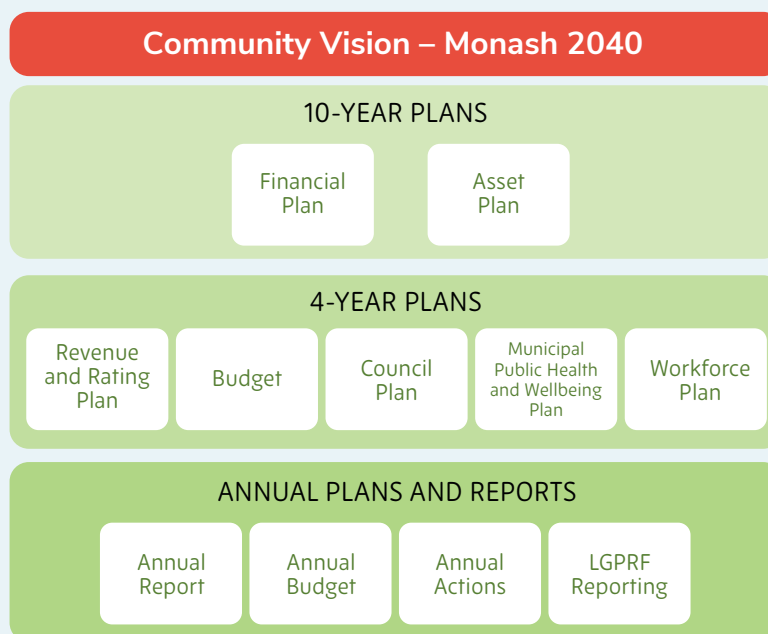 Community Vision – Monash 2040
10-YEAR PLANS
Financial
Plan
Asset
Plan
4-YEAR PLANS
Revenue
and Rating
Plan
Budget
Council
Plan
Municipal
Public Health
and Wellbeing
Plan
Workforce
Plan
ANNUAL PLANS AND REPORTS
Annual
Report
Annual
Budget
Annual
Actions
LGPRF
Reporting